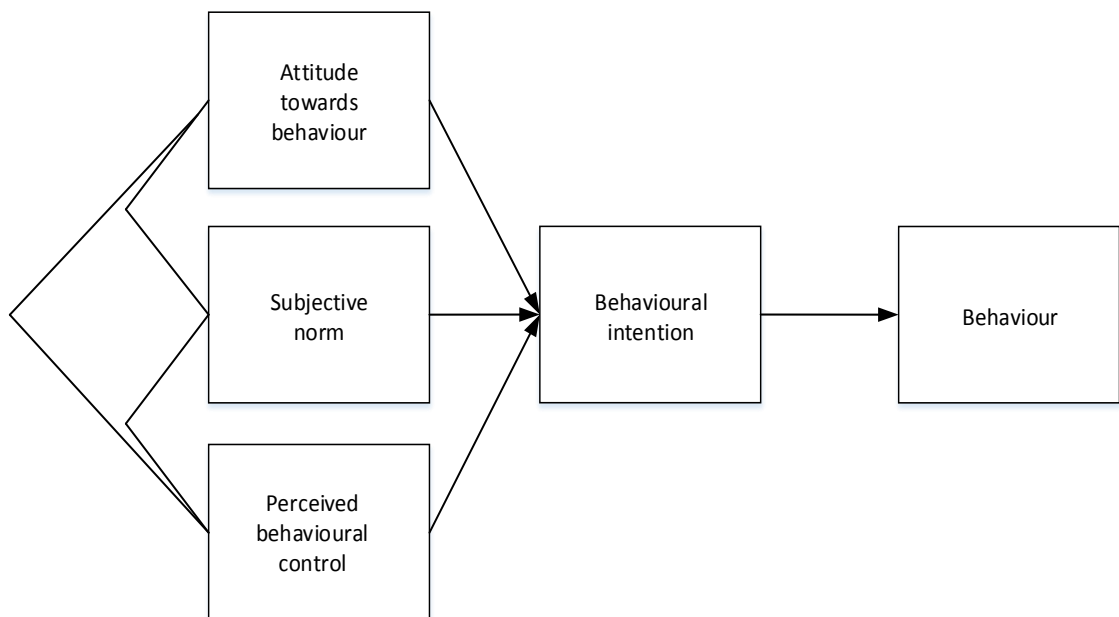 Attitude
towards
behaviour
Subjective
norm
Perceived
behavioural
control
Behavioural
intention
Behaviour